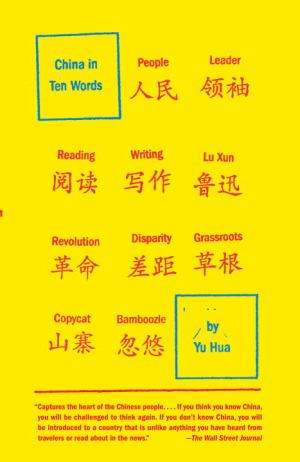 China in
Ten Words
People
人民
Leader
领袖
Reading
阅读
Writing
写作
Lu Xun
鲁迅
Revolution
革命
Disparity
差距
Grassroots
草根
Copycat
山寨
Bamboozle
忽悠
by
Yu Hua
“Captures the heart of the Chinese people. . . . If you think you know China,
you will be challenged to think again. If you don’t know China, you will
be introduced to a country that is unlike anything you have heard from
travelers or read about in the news.” —The Wall Street Journal